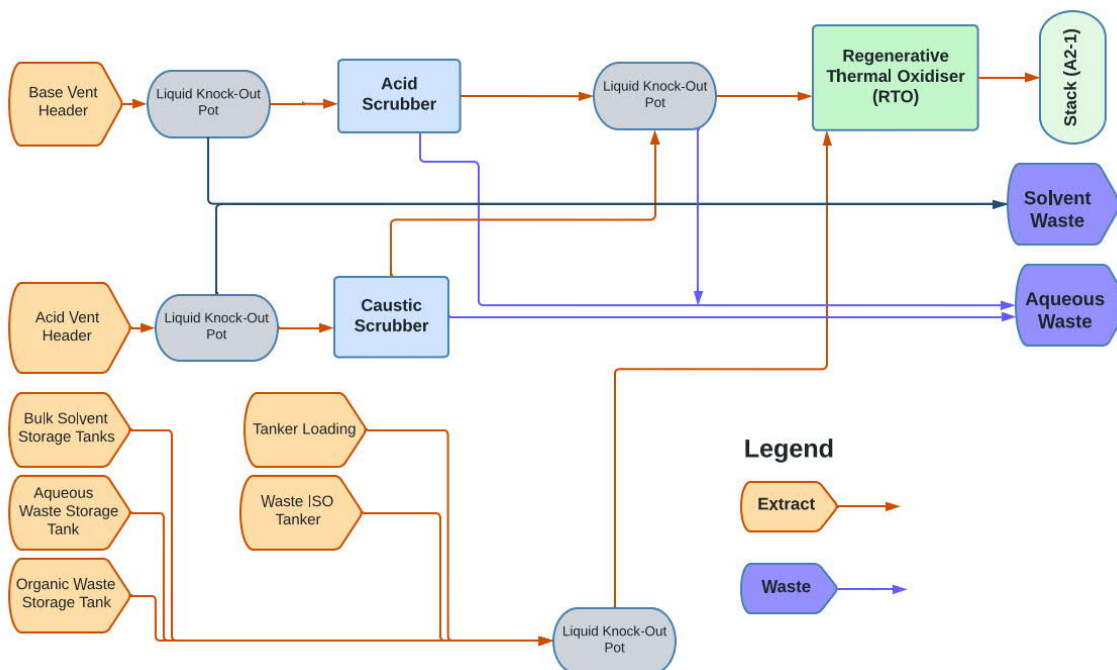 Base Vent
Header
Liquid Knock-Out
Pot
Acid
Scrubber
Liquid Knock-Out
Pot
Regenerative
Thermal Oxidiser
(RTO)
Stack (A2-1)
Solvent
Waste
Acid Vent
Header
Liquid Knock-Out
Pot
Caustic
Scrubber
Aqueous
Waste
Bulk Solvent
Storage Tanks
Tanker Loading
Aqueous
Waste Storage
Tank
Waste ISO
Tanker
Organic Waste
Storage Tank
Liquid Knock-Out
Pot
Legend
Extract
Waste